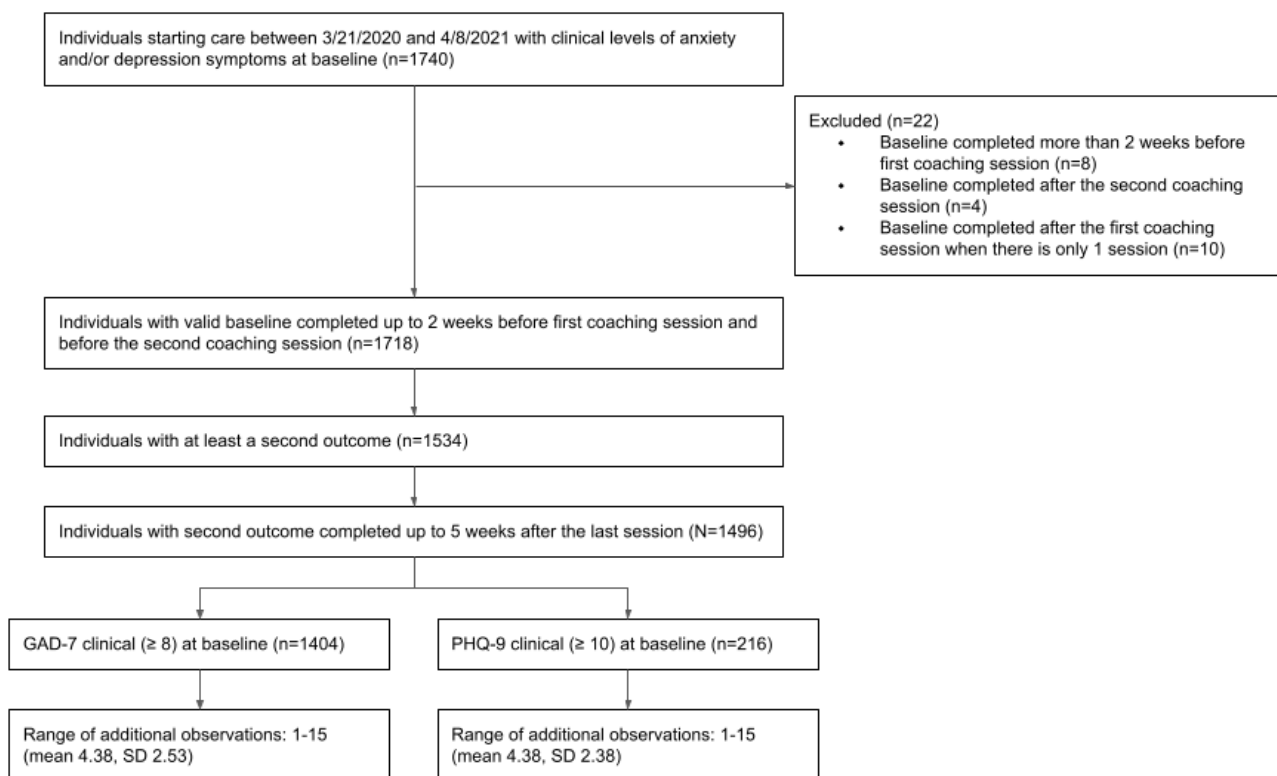 Individuals starting care between 3/21/2020 and 4/8/2021 with clinical levels of anxiety
and/or depression symptoms at baseline (n=1740)
Excluded (n=22)
• Baseline completed more than 2 weeks before
first coaching session (n=8)
• Baseline completed after the second coaching
session (n=4)
• Baseline completed after the first coaching
session when there is only 1 session (n=10)
Individuals with valid baseline completed up to 2 weeks before first coaching session and
before the second coaching session (n=1718)
Individuals with at least a second outcome (n=1534)
Individuals with second outcome completed up to 5 weeks after the last session (N=1496)
GAD-7 clinical (≥ 8) at baseline (n=1404)
PHQ-9 clinical (≥ 10) at baseline (n=216)
Range of additional observations: 1-15
(mean 4.38, SD 2.53)
Range of additional observations: 1-15
(mean 4.38, SD 2.38)